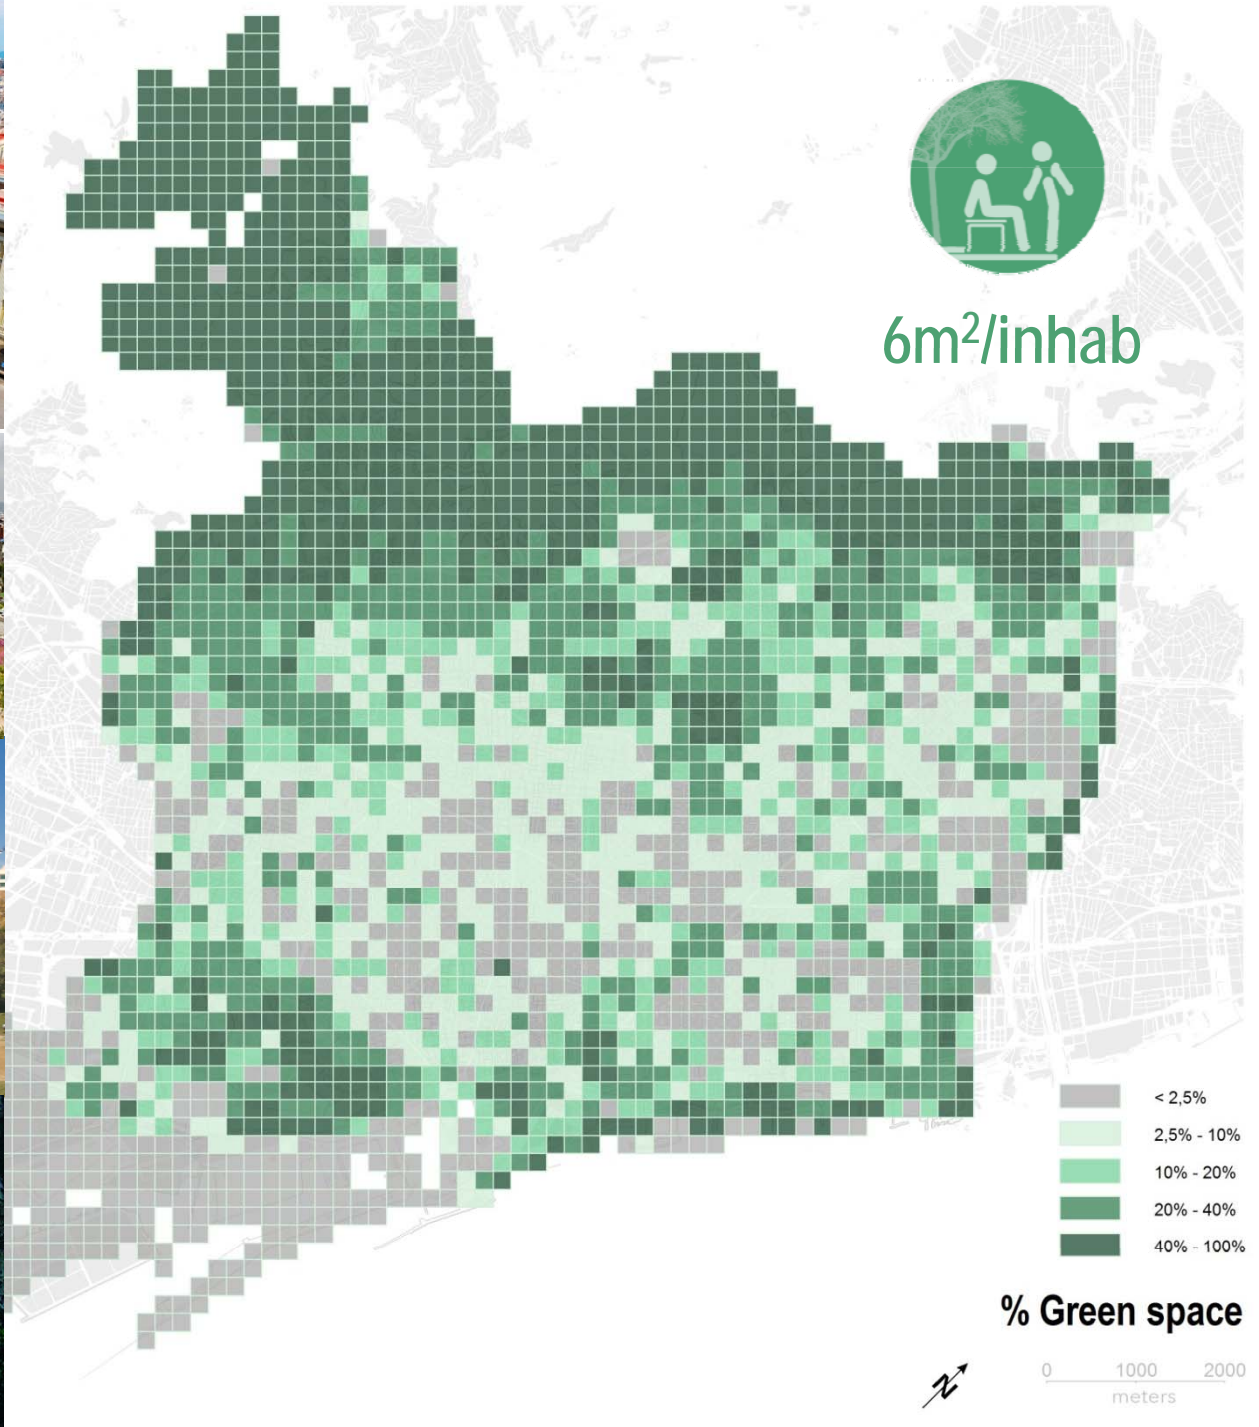 6m²/inhab
< 2,5%
2,5% - 10%
10% - 20%
20% - 40%
40% - 100%
% Green space
N
0 1000 2000
meters